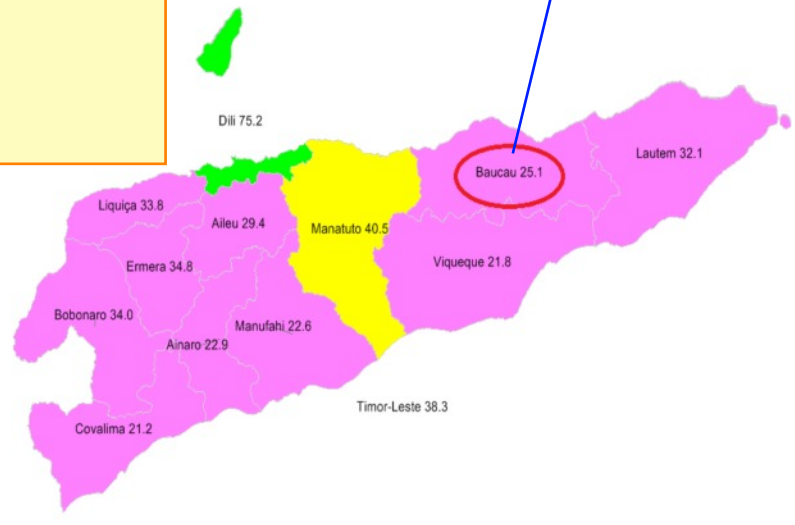 Dili 75.2
Lautem 32.1
Baucau 25.1
Liquiça 33.8
Aileu 29.4
Manatuto 40.5
Viqueque 21.8
Ermera 34.8
Bobonaro 34.0
Manufahi 22.6
Ainaro 22.9
Timor-Leste 38.3
Covalima 21.2